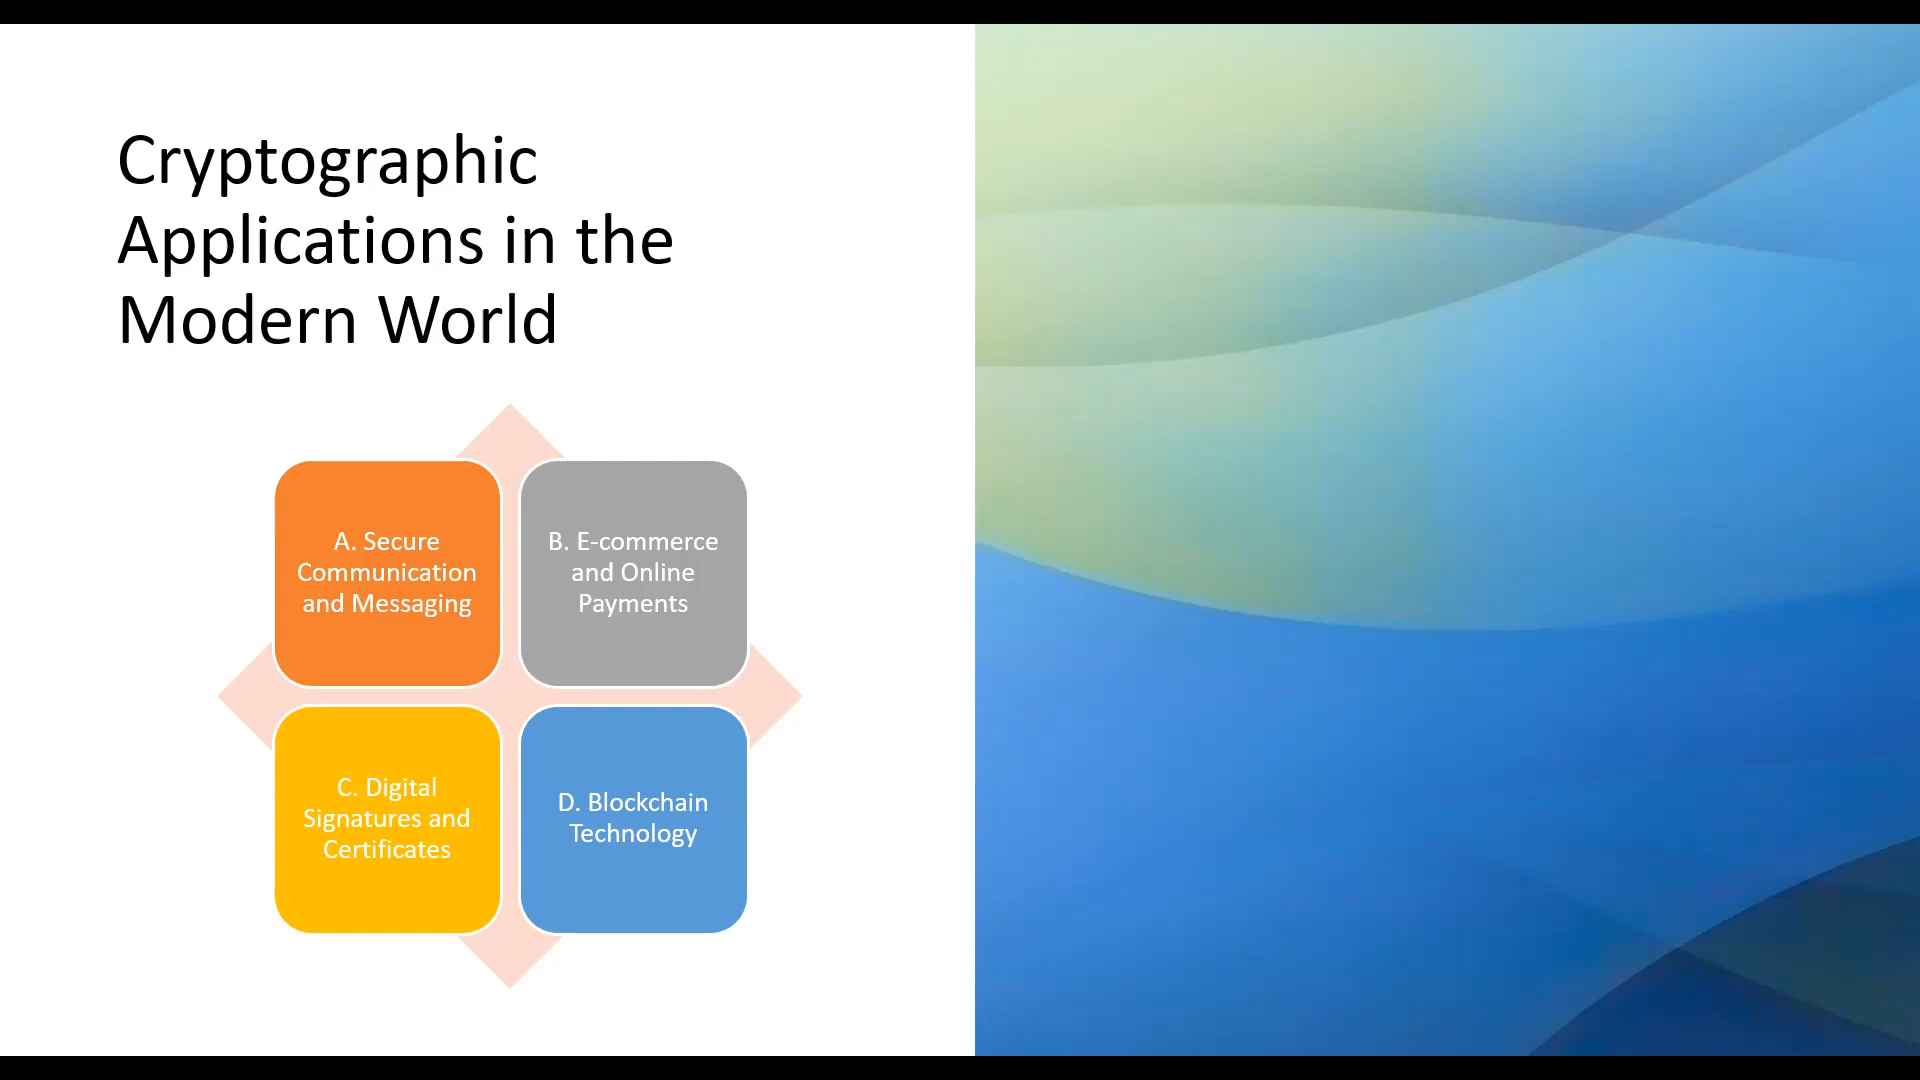 Cryptographic
Applications in the
Modern World
A. Secure
Communication
and Messaging
B. E-commerce
and Online
Payments
C. Digital
Signatures and
Certificates
D. Blockchain
Technology